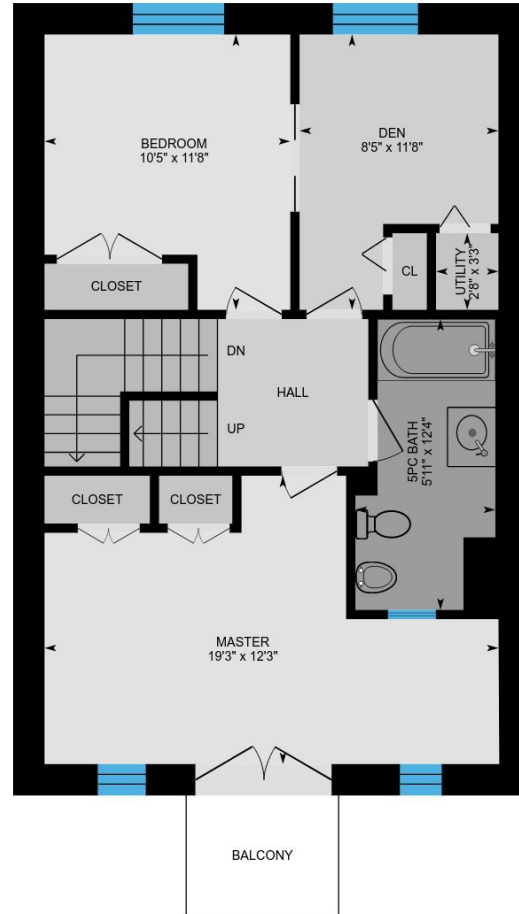 BEDROOM
10'5" x 11'8"
DEN
8'5" x 11'8"
CLOSET
CL
UTILITY
2'8" x 3'3"
DN
HALL
UP
5PC BATH
5'11" x 12'4"
CLOSET
CLOSET
MASTER
19'3" x 12'3"
BALCONY